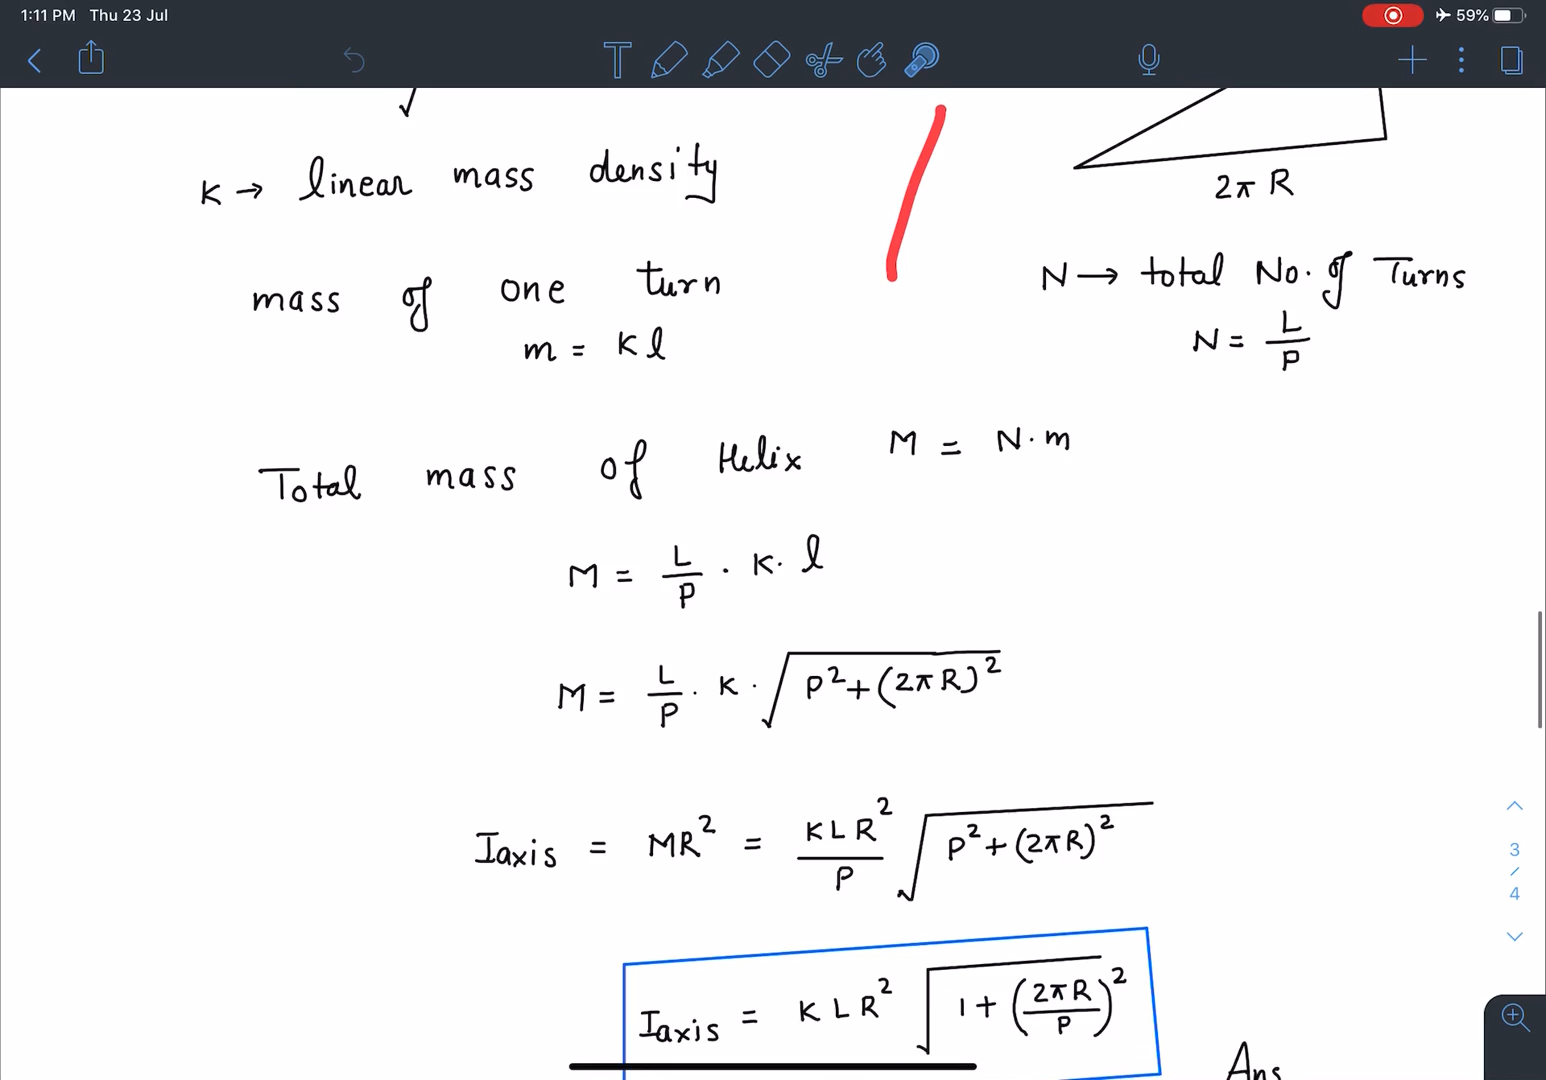 1:11 PM Thu 23 Jul
59%
T
K → linear mass density
2π R
mass of one turn
m = K l
N → total No. of Turns
N = L/P
Total mass of Helix M = N · m
M = L/P · K · l
M = L/P · K · √(P² + (2πR)²)
Iaxis = MR² = KLR²/P √(P² + (2πR)²)
3
/
4
Iaxis = KLR² √(1 + (2πR/P)²)
Ans